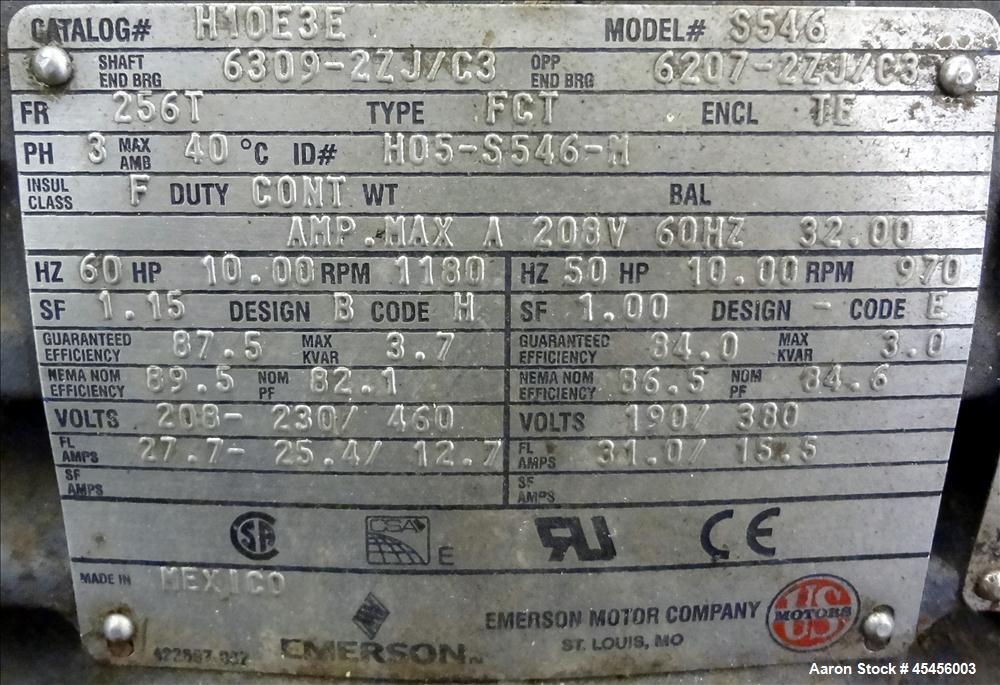 CATALOG# H10E3E MODEL# S546
SHAFT END BRG 6309-2ZJ/C3 OPP END BRG 6207-2ZJ/C3
FR 256T TYPE FCT ENCL TE
PH 3 MAX AMB 40 °C ID# H05-S546-M
INSUL CLASS F DUTY CONT WT BAL
AMP.MAX A 208V 60HZ 32.00
HZ 60 HP 10.00 RPM 1180 HZ 50 HP 10.00 RPM 970
SF 1.15 DESIGN B CODE H SF 1.00 DESIGN - CODE E
GUARANTEED EFFICIENCY 87.5 MAX KVAR 3.7 GUARANTEED EFFICIENCY 84.0 MAX KVAR 3.0
NEMA NOM EFFICIENCY 89.5 NOM PF 82.1 NEMA NOM EFFICIENCY 86.5 NOM PF 84.6
VOLTS 208- 230/ 460 VOLTS 190/ 380
FL AMPS 27.7- 25.4/ 12.7 FL AMPS 31.0/ 15.5
SF AMPS SF AMPS
SA CSA E RU CE
MADE IN MEXICO
EMERSON MOTOR COMPANY
ST. LOUIS, MO
US MOTORS
EMERSON
Aaron Stock # 45456003